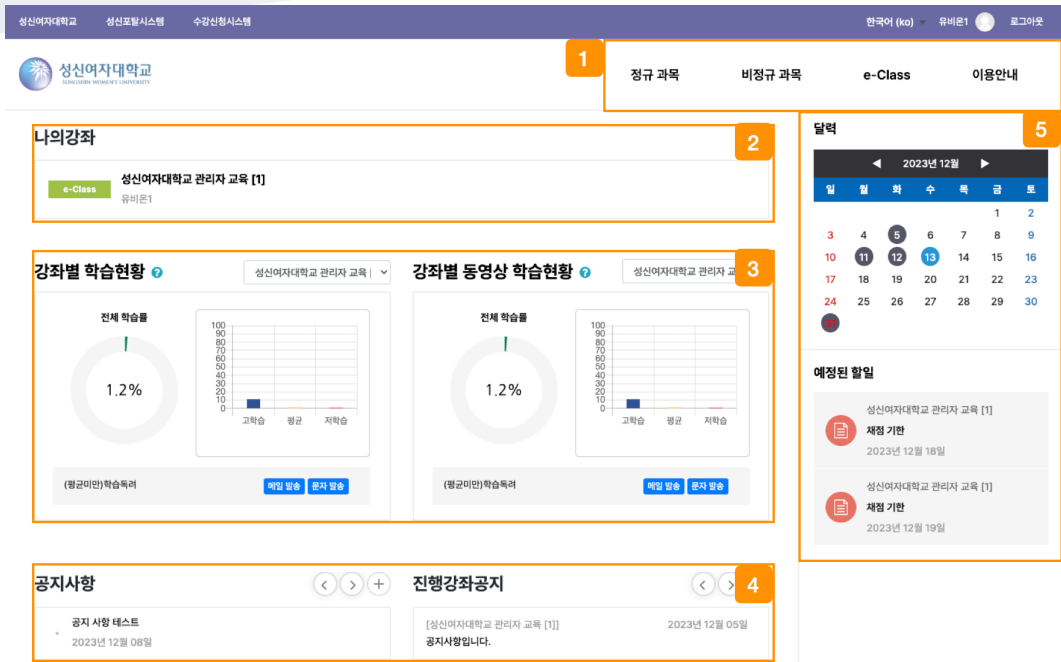 성신여자대학교 성신포탈시스템 수강신청시스템 한국어 (ko) 유비온1 로그아웃
성신여자대학교
SUNGSHIN WOMEN'S UNIVERSITY
1
정규 과목 비정규 과목 e-Class 이용안내
나의강좌
2
e-Class
성신여자대학교 관리자 교육 [1]
유비온1
강좌별 학습현황
성신여자대학교 관리자 교육 [
전체 학습률
1.2%
100
90
80
70
60
50
40
30
20
10
0
고학습 평균 저학습
(평균미만)학습독려 메일 발송 문자 발송
강좌별 동영상 학습현황
성신여자대학교 관리자 교
3
전체 학습률
1.2%
100
90
80
70
60
50
40
30
20
10
0
고학습 평균 저학습
(평균미만)학습독려 메일 발송 문자 발송
공지사항
공지 사항 테스트
2023년 12월 08일
진행강좌공지
4
[성신여자대학교 관리자 교육 [1]] 2023년 12월 05일
공지사항입니다.
달력
5
2023년 12월
일 월 화 수 목 금 토
1 2
3 4 5 6 7 8 9
10 11 12 13 14 15 16
17 18 19 20 21 22 23
24 25 26 27 28 29 30
31
예정된 할일
성신여자대학교 관리자 교육 [1]
채점 기한
2023년 12월 18일
성신여자대학교 관리자 교육 [1]
채점 기한
2023년 12월 19일